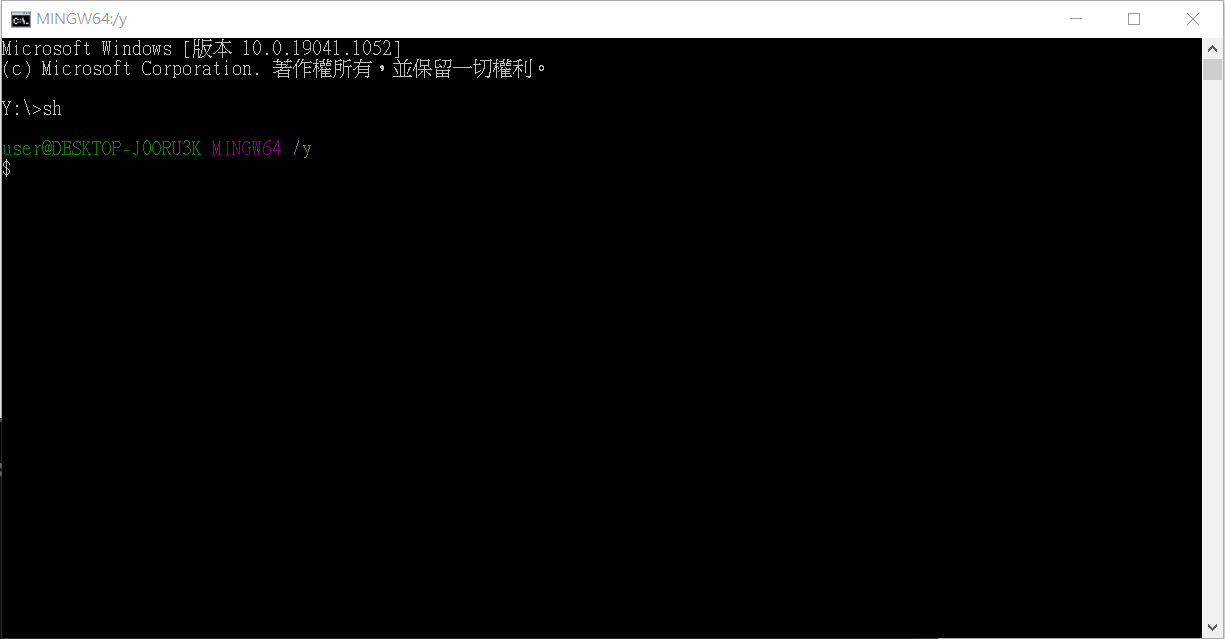 MINGW64:/y
Microsoft Windows [版本 10.0.19041.1052]
(c) Microsoft Corporation. 著作權所有，並保留一切權利。
Y:\>sh
user@DESKTOP-JOORU3K MINGW64 /y
$